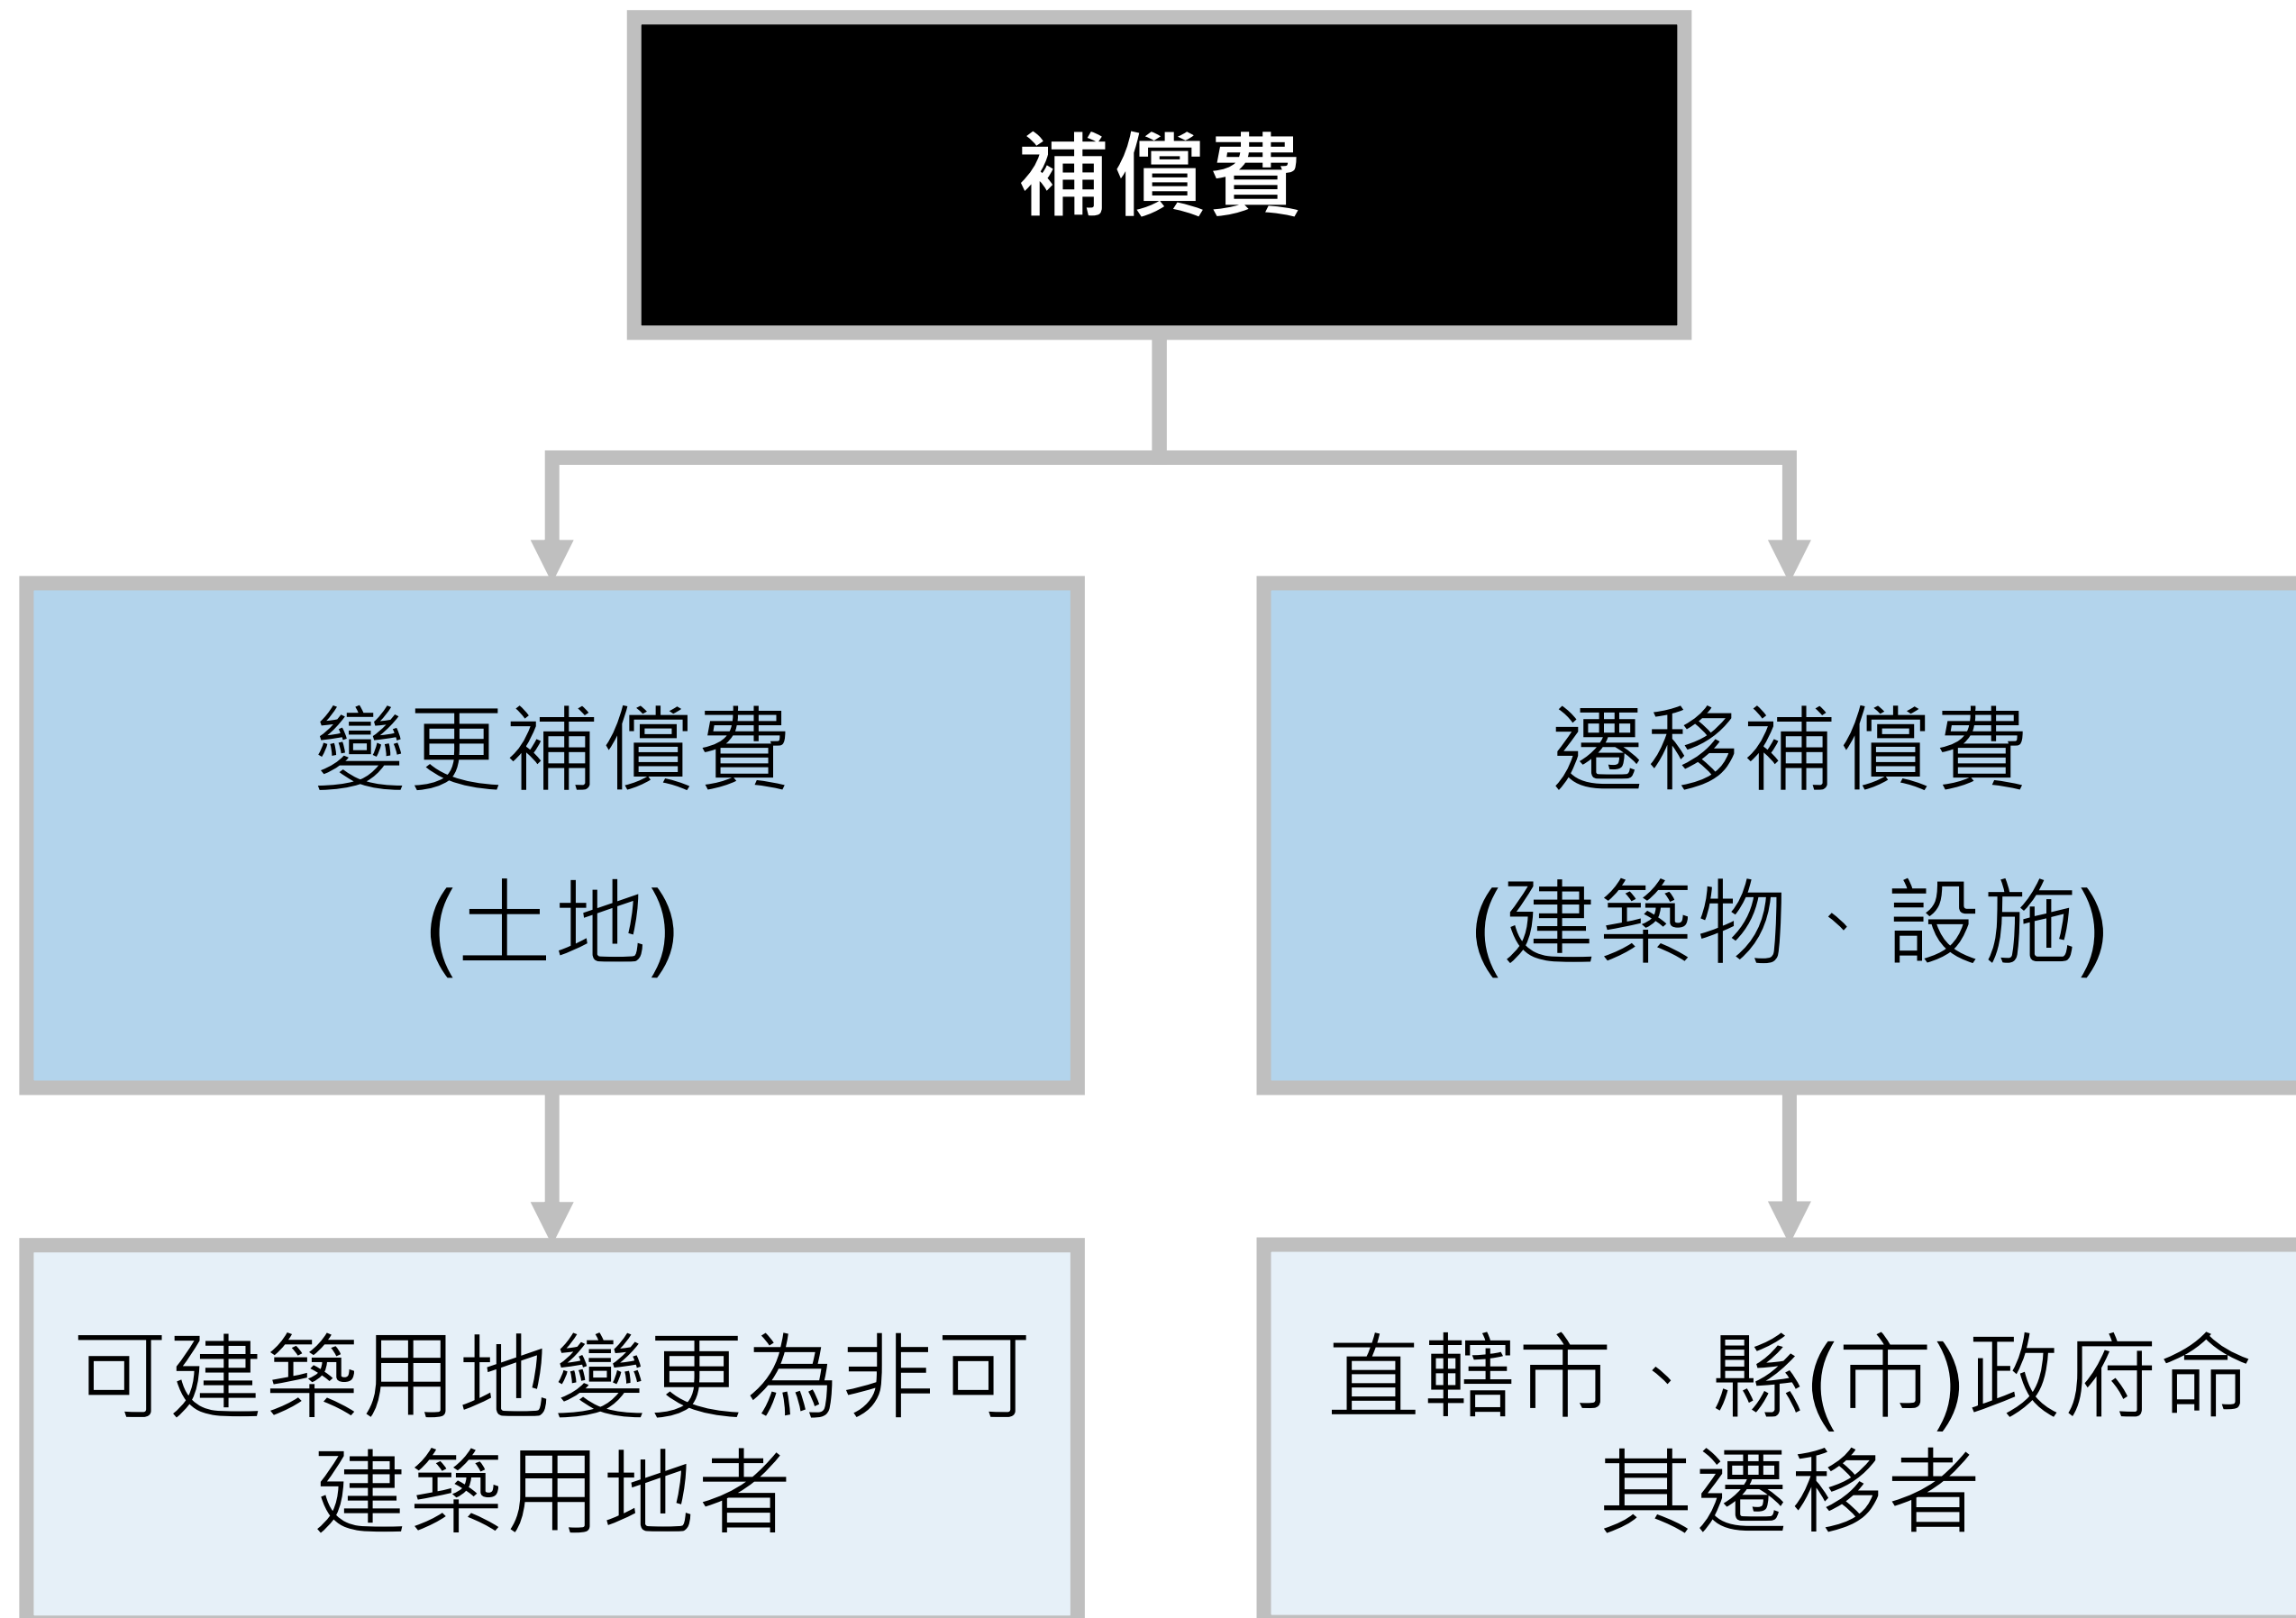 補償費
變更補償費
(土地)
遷移補償費
(建築物、設施)
可建築用地變更為非可
建築用地者
直轄市、縣(市)政府命
其遷移者